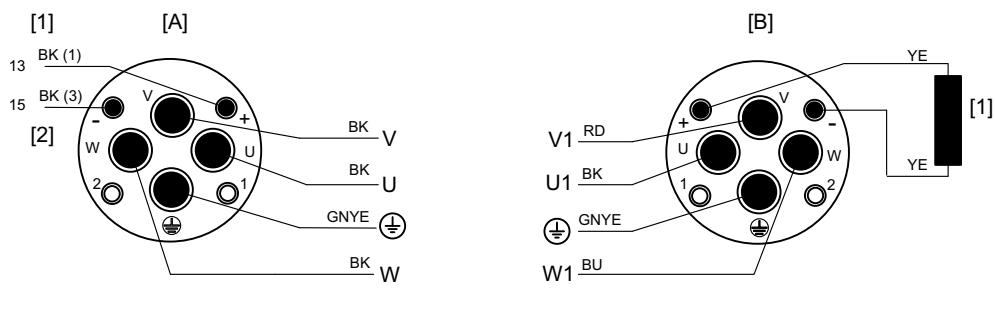 [1] [A] [B]
13 BK (1)
15 BK (3)
[2]
V
-
+
W
U
2
1
BK V
BK U
GNYE
BK W
YE
[1]
YE
V
+
-
U
W
1
2
V1 RD
U1 BK
GNYE
W1 BU